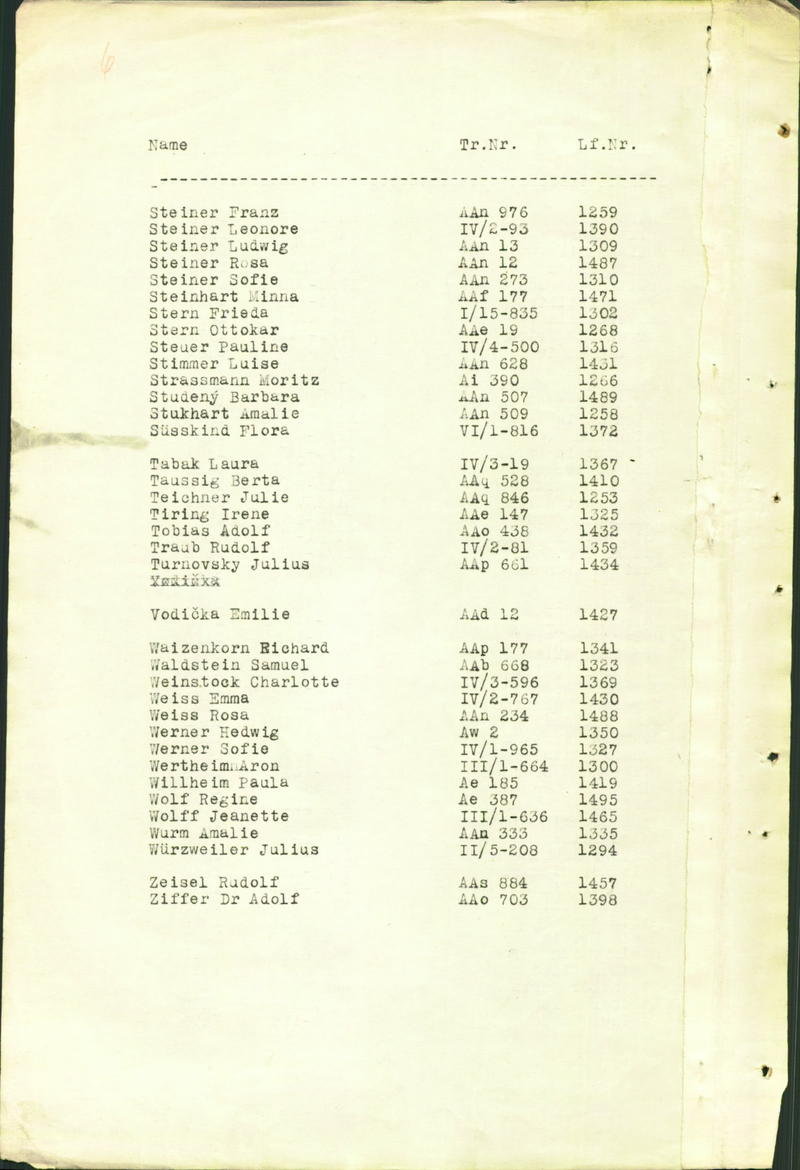 6
Name Tr.Nr. Lf.Nr.
Steiner Franz AAn 976 1259
Steiner Leonore IV/2-93 1390
Steiner Ludwig AAn 13 1309
Steiner Rosa AAn 12 1487
Steiner Sofie AAn 273 1310
Steinhart Minna AAf 177 1471
Stern Frieda I/15-835 1302
Stern Ottokar AAe 19 1268
Steuer Pauline IV/4-500 1316
Stimmer Luise AAn 628 1431
Strassmann Moritz Ai 390 1266
Studený Barbara AAn 507 1489
Stukhart Amalie AAn 509 1258
Süsskind Flora VI/1-816 1372
Tabak Laura IV/3-19 1367
Taussig Berta AAq 528 1410
Teichner Julie AAq 846 1253
Tiring Irene AAe 147 1325
Tobias Adolf AAo 438 1432
Traub Rudolf IV/2-81 1359
Turnovsky Julius AAp 661 1434
Vodička Emilie AAd 12 1427
Waizenkorn Richard AAp 177 1341
Waldstein Samuel AAb 668 1323
Weinstock Charlotte IV/3-596 1369
Weiss Emma IV/2-767 1430
Weiss Rosa AAn 234 1488
Werner Hedwig Aw 2 1350
Werner Sofie IV/1-965 1327
Wertheim Aron III/1-664 1300
Willheim Paula Ae 185 1419
Wolf Regine Ae 387 1495
Wolff Jeanette III/1-636 1465
Wurm Amalie AAn 333 1335
Würzweiler Julius II/5-208 1294
Zeisel Rudolf AAs 884 1457
Ziffer Dr Adolf AAo 703 1398